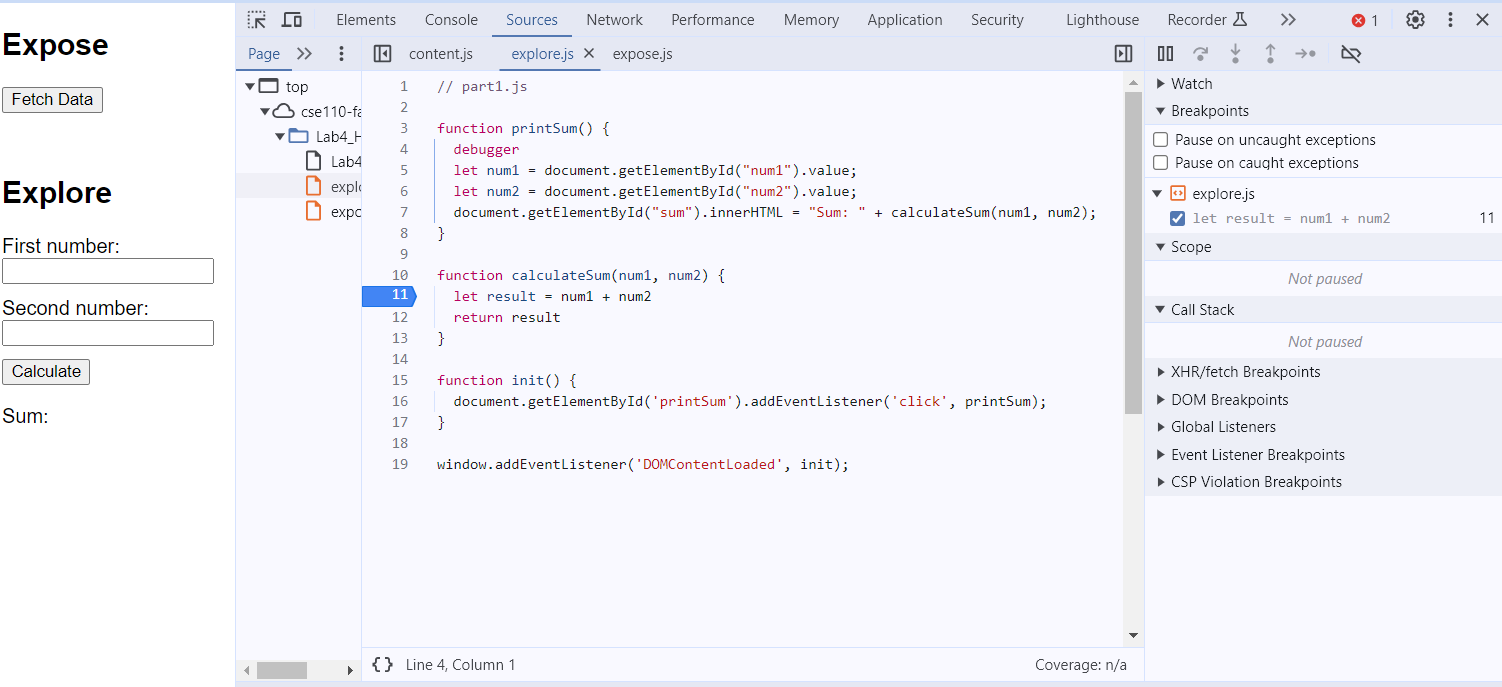 Expose
Fetch Data
Explore
First number:
Second number:
Calculate
Sum:
Elements Console Sources Network Performance Memory Application Security Lighthouse Recorder 1
Page content.js explore.js expose.js
top
cse110-fa
Lab4_H
Lab4
explo
expo
1 // part1.js
2
3 function printSum() {
4 debugger
5 let num1 = document.getElementById("num1").value;
6 let num2 = document.getElementById("num2").value;
7 document.getElementById("sum").innerHTML = "Sum: " + calculateSum(num1, num2);
8 }
9
10 function calculateSum(num1, num2) {
11 let result = num1 + num2
12 return result
13 }
14
15 function init() {
16 document.getElementById('printSum').addEventListener('click', printSum);
17 }
18
19 window.addEventListener('DOMContentLoaded', init);
{} Line 4, Column 1 Coverage: n/a
Watch
Breakpoints
Pause on uncaught exceptions
Pause on caught exceptions
explore.js
let result = num1 + num2 11
Scope
Not paused
Call Stack
Not paused
XHR/fetch Breakpoints
DOM Breakpoints
Global Listeners
Event Listener Breakpoints
CSP Violation Breakpoints